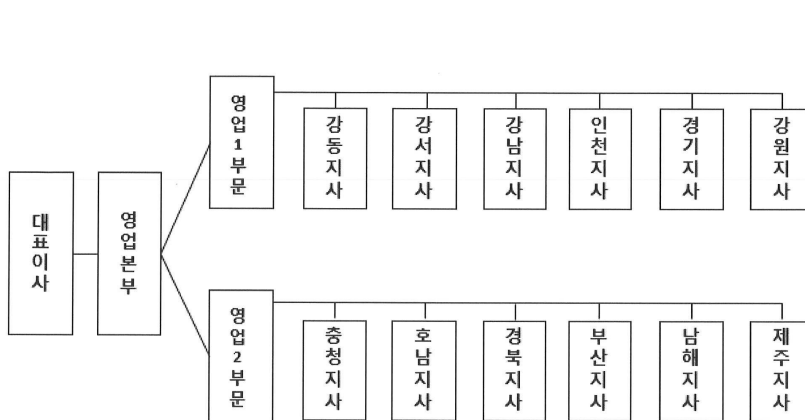 대표이사
영업본부
영업1부문
강동지사
강서지사
강남지사
인천지사
경기지사
강원지사
영업2부문
충청지사
호남지사
경북지사
부산지사
남해지사
제주지사